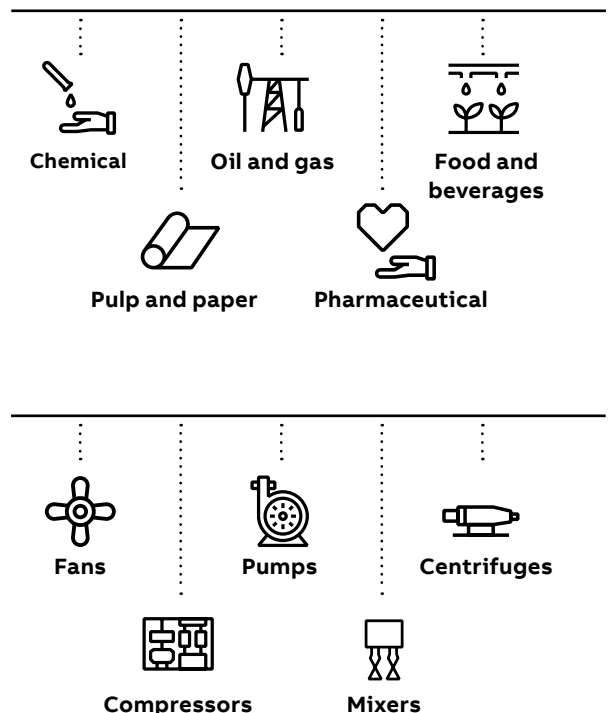 Chemical
Oil and gas
Food and
beverages
Pulp and paper
Pharmaceutical
Fans
Pumps
Centrifuges
Compressors
Mixers